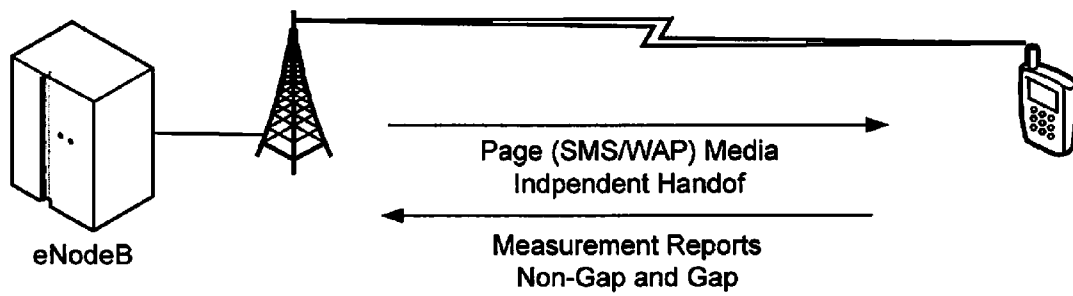 Page (SMS/WAP) Media
Indpendent Handof
eNodeB
Measurement Reports
Non-Gap and Gap